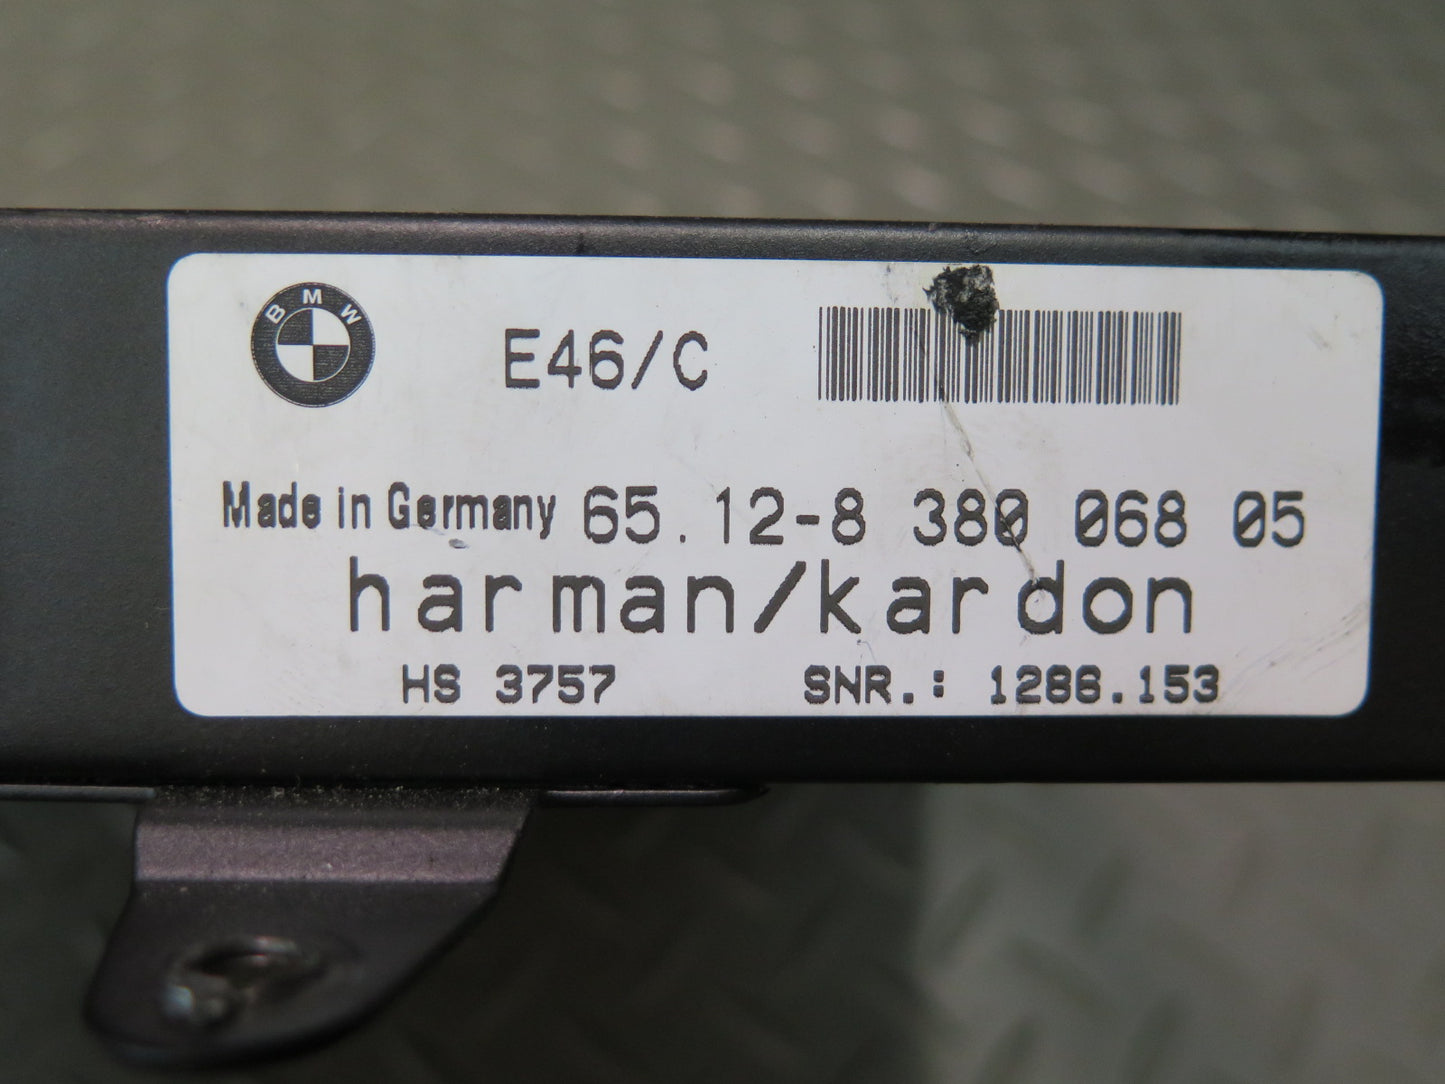 BMW
E46/C
Made in Germany 65.12-8 380 068 05
harman/kardon
HS 3757 SNR.: 1286.153